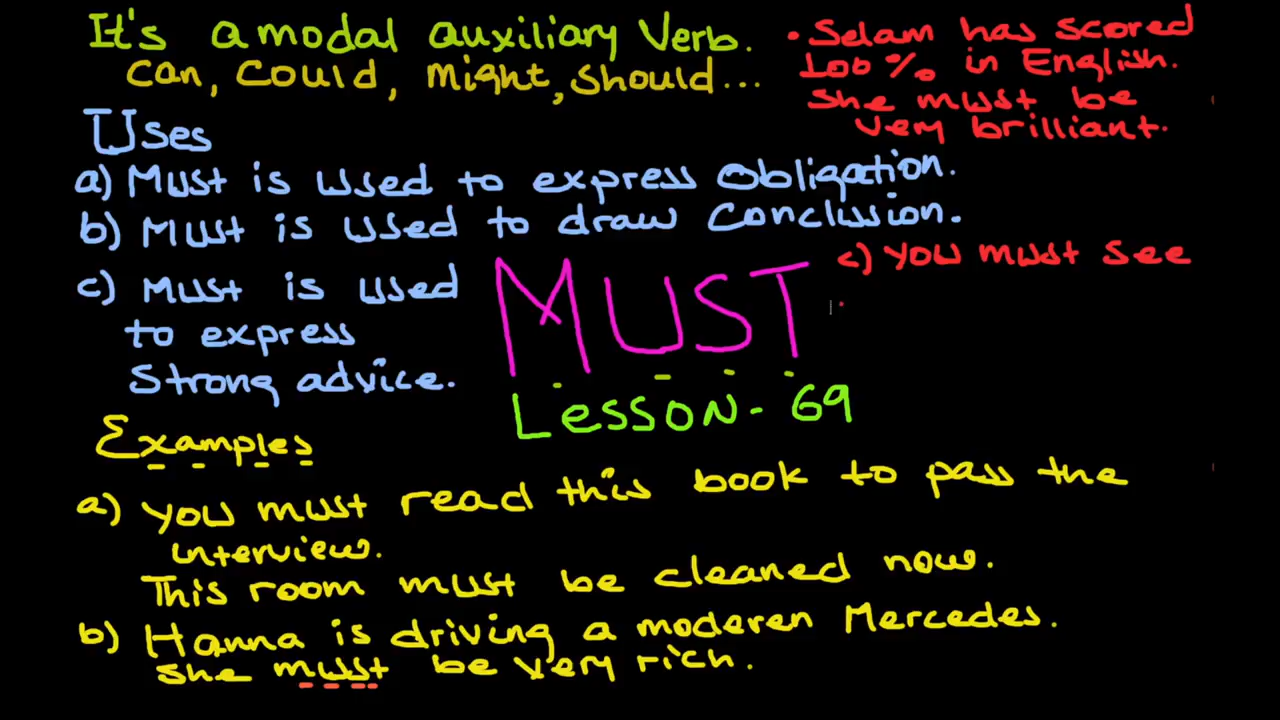 It's a modal auxiliary Verb.
can, could, might, should...
Uses
a) Must is used to express Obligation.
b) Must is used to draw Conclussion.
c) Must is used
to express
Strong advice.
• Selam has scored
100% in English.
she must be
very brilliant.
c) You must see
MUST
Lesson - 69
Examples
a) You must read this book to pass the
interview.
This room must be cleaned now.
b) Hanna is driving a moderen Mercedes.
she must be very rich.